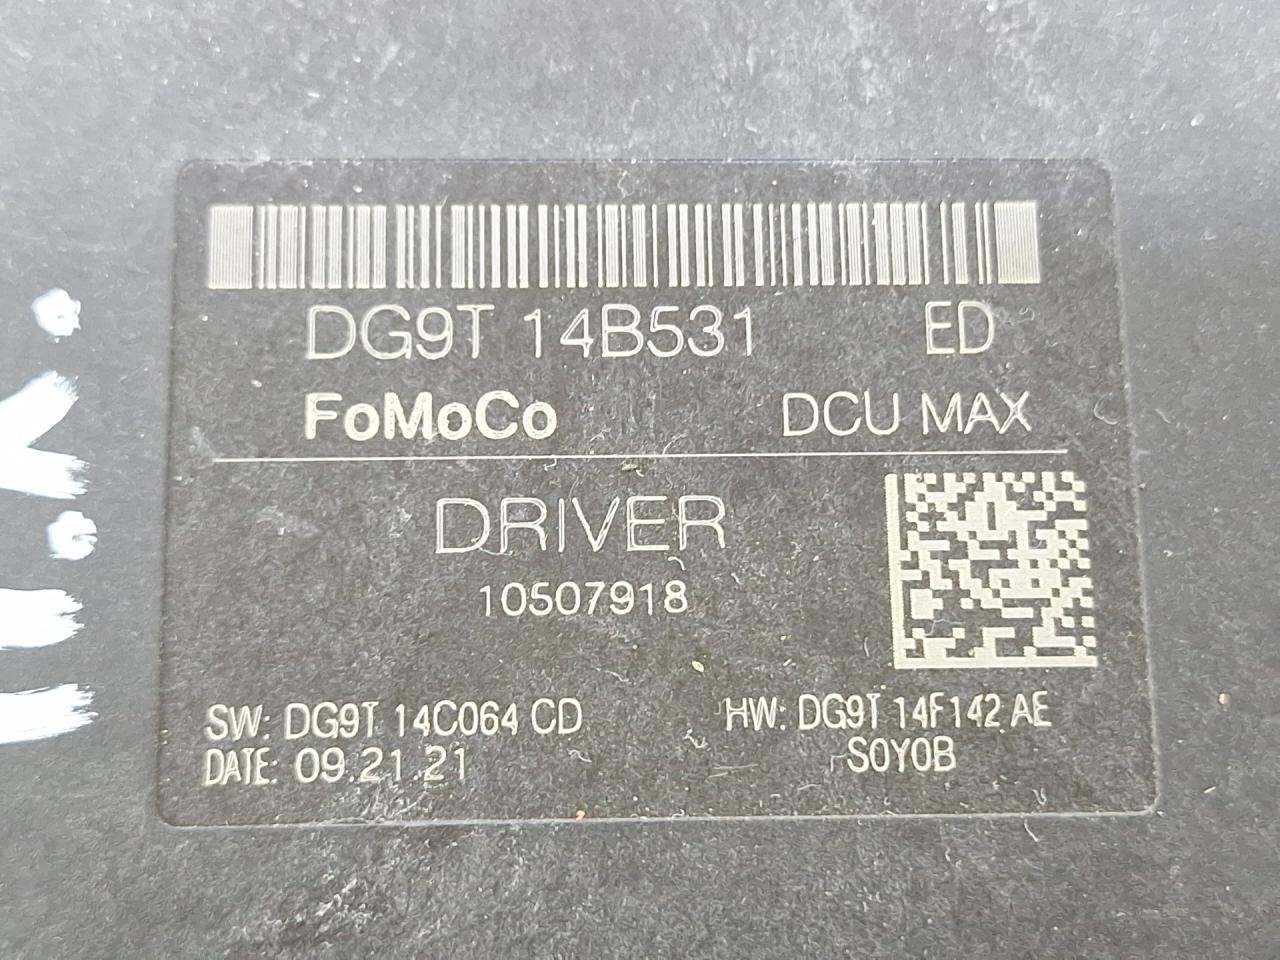 DG9T 14B531 ED
FoMoCo DCU MAX
DRIVER
10507918
SW: DG9T 14C064 CD HW: DG9T 14F142 AE
DATE: 09.21.21 S0Y0B